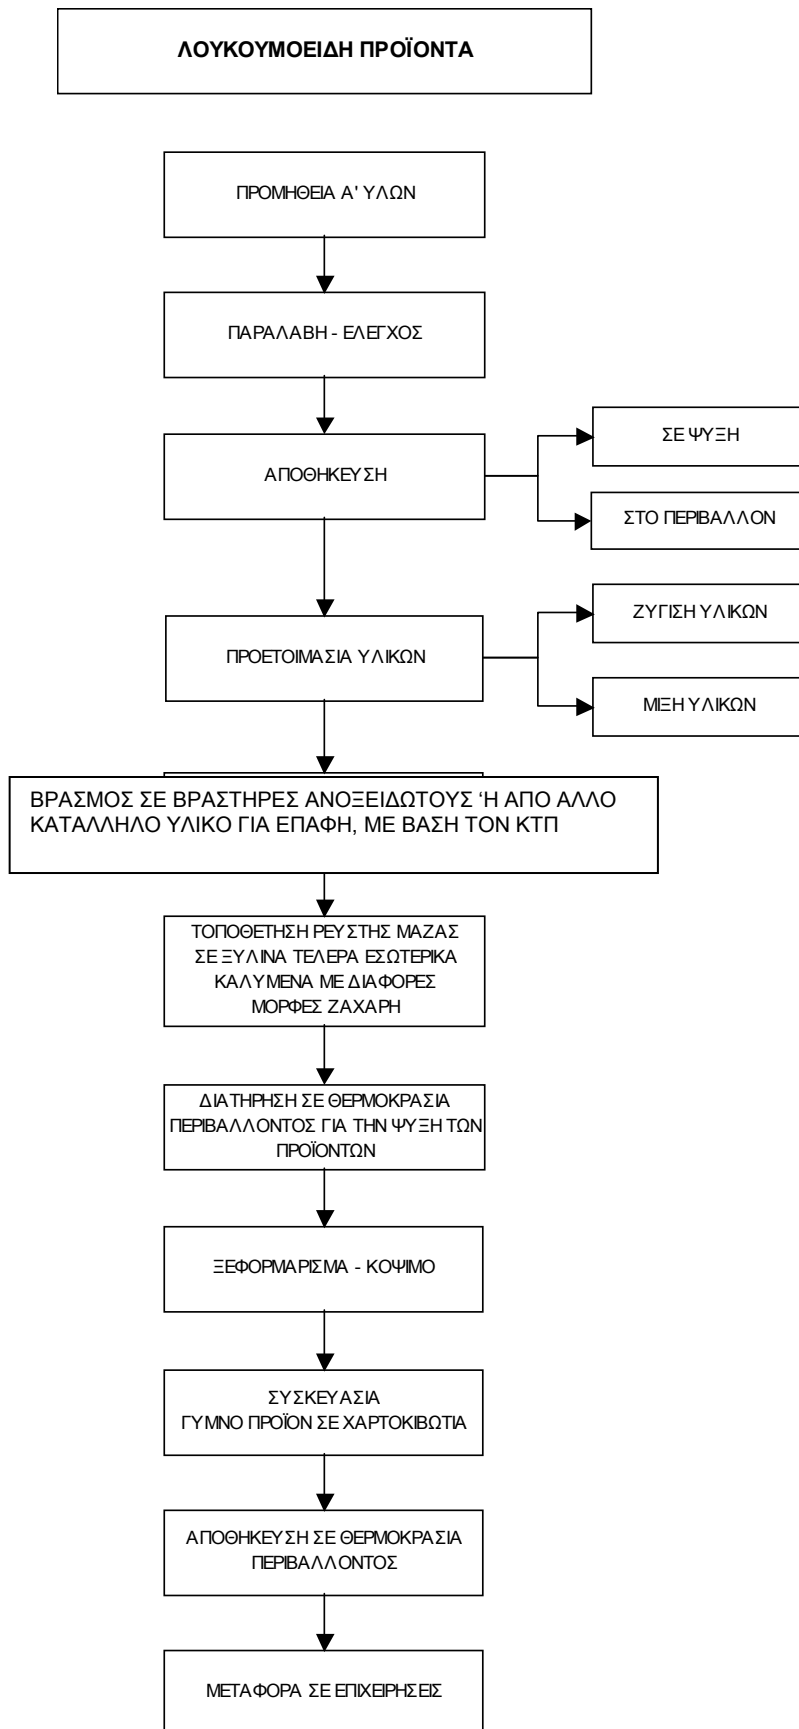 ΛΟΥΚΟΥΜΟΕΙΔΗ ΠΡΟΪΟΝΤΑ
ΠΡΟΜΗΘΕΙΑ Α' ΥΛΩΝ
ΠΑΡΑΛΑΒΗ - ΕΛΕΓΧΟΣ
ΑΠΟΘΗΚΕΥΣΗ
ΣΕ ΨΥΞΗ
ΣΤΟ ΠΕΡΙΒΑΛΛΟΝ
ΠΡΟΕΤΟΙΜΑΣΙΑ ΥΛΙΚΩΝ
ΖΥΓΙΣΗ ΥΛΙΚΩΝ
ΜΙΞΗ ΥΛΙΚΩΝ
ΒΡΑΣΜΟΣ ΣΕ ΒΡΑΣΤΗΡΕΣ ΑΝΟΞΕΙΔΩΤΟΥΣ ‘Η ΑΠΟ ΑΛΛΟ
ΚΑΤΑΛΛΗΛΟ ΥΛΙΚΟ ΓΙΑ ΕΠΑΦΗ, ΜΕ ΒΑΣΗ ΤΟΝ ΚΤΠ
ΤΟΠΟΘΕΤΗΣΗ ΡΕΥΣΤΗΣ ΜΑΖΑΣ
ΣΕ ΞΥΛΙΝΑ ΤΕΛΕΡΑ ΕΣΩΤΕΡΙΚΑ
ΚΑΛΥΜΕΝΑ ΜΕ ΔΙΑΦΟΡΕΣ
ΜΟΡΦΕΣ ΖΑΧΑΡΗ
ΔΙΑΤΗΡΗΣΗ ΣΕ ΘΕΡΜΟΚΡΑΣΙΑ
ΠΕΡΙΒΑΛΛΟΝΤΟΣ ΓΙΑ ΤΗΝ ΨΥΞΗ ΤΩΝ
ΠΡΟΪΟΝΤΩΝ
ΞΕΦΟΡΜΑΡΙΣΜΑ - ΚΟΨΙΜΟ
ΣΥΣΚΕΥΑΣΙΑ
ΓΥΜΝΟ ΠΡΟΪΟΝ ΣΕ ΧΑΡΤΟΚΙΒΩΤΙΑ
ΑΠΟΘΗΚΕΥΣΗ ΣΕ ΘΕΡΜΟΚΡΑΣΙΑ
ΠΕΡΙΒΑΛΛΟΝΤΟΣ
ΜΕΤΑΦΟΡΑ ΣΕ ΕΠΙΧΕΙΡΗΣΕΙΣ